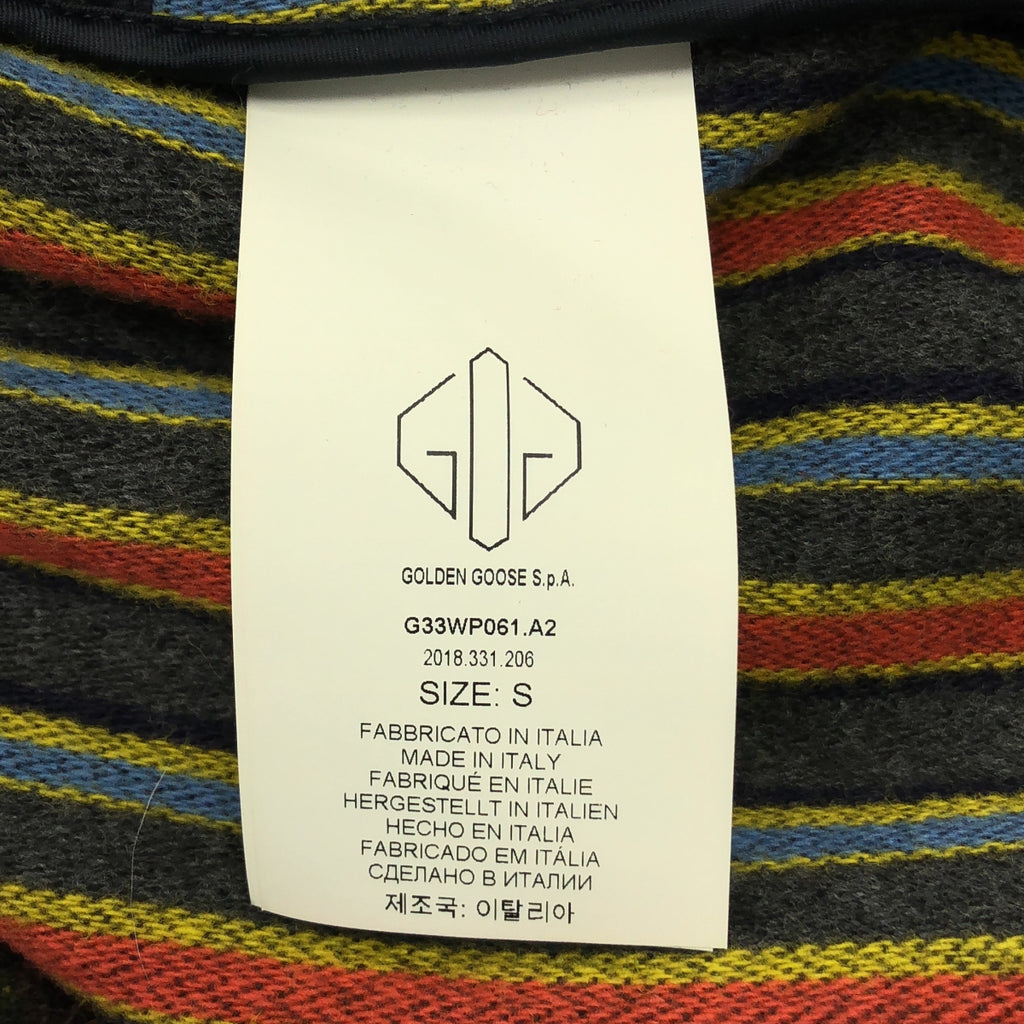 GOLDEN GOOSE S.p.A.
G33WP061.A2
2018.331.206
SIZE: S
FABBRICATO IN ITALIA
MADE IN ITALY
FABRIQUÉ EN ITALIE
HERGESTELLT IN ITALIEN
HECHO EN ITALIA
FABRICADO EM ITÁLIA
СДЕЛАНО В ИТАЛИИ
제조국: 이탈리아